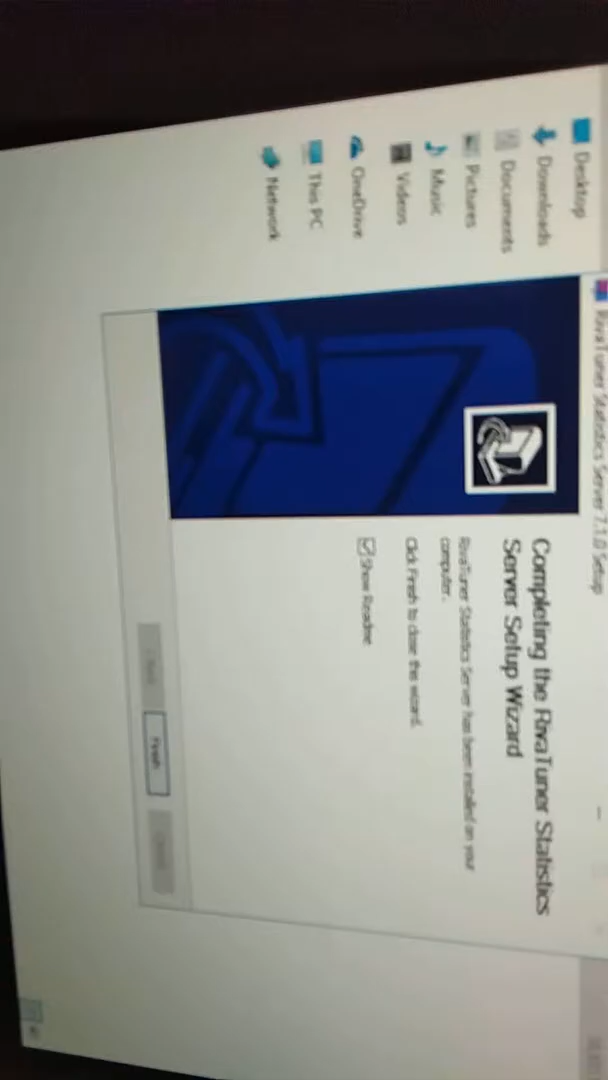 Desktop
Downloads
Documents
Pictures
Music
Videos
OneDrive
This PC
Network
RivaTuner Statistics Server 7.1.0 Setup
Completing the RivaTuner Statistics
Server Setup Wizard
RivaTuner Statistics Server has been installed on your
computer.
Click Finish to close this wizard.
Show Readme
Finish